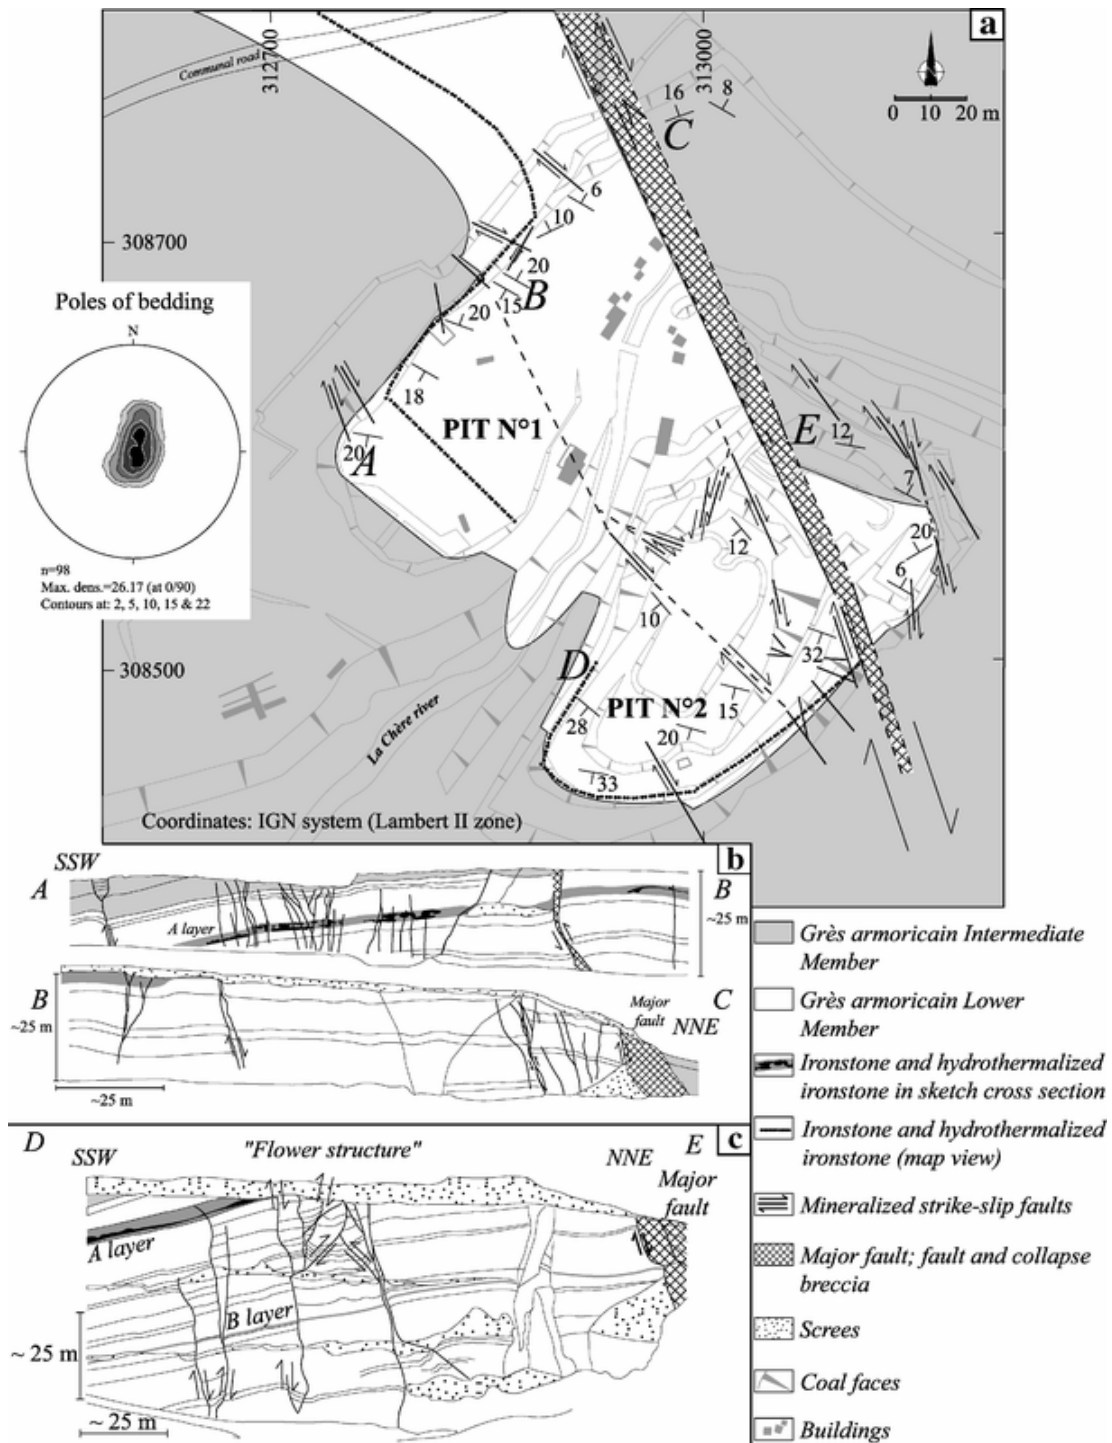 a
Communal road
312700
313000
16
8
C
0 10 20 m
6
10
308700
20
B
15
20
Poles of bedding
N
18
20
A
PIT N°1
E
12
7
12
20
6
n=98
Max. dens.=26.17 (at 0/90)
Contours at: 2, 5, 10, 15 & 22
10
D
32
308500
28
PIT N°2
15
20
La Chère river
33
Coordinates: IGN system (Lambert II zone)
b
SSW
A
B
A layer
~25 m
B
C
Major
fault
NNE
~25 m
~25 m
c
D
SSW
"Flower structure"
NNE
E
Major
fault
A layer
B layer
~ 25 m
~ 25 m
Grès armoricain Intermediate
Member
Grès armoricain Lower
Member
Ironstone and hydrothermalized
ironstone in sketch cross section
Ironstone and hydrothermalized
ironstone (map view)
Mineralized strike-slip faults
Major fault; fault and collapse
breccia
Screes
Coal faces
Buildings